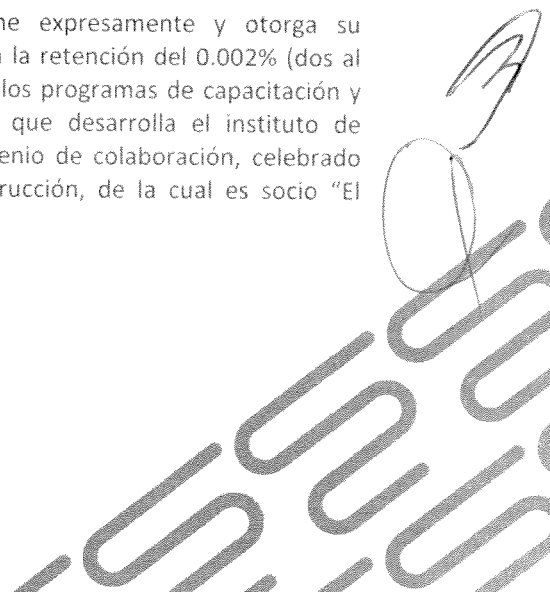 ne expresamente y otorga su
la retención del 0.002% (dos al
los programas de capacitación y
que desarrolla el instituto de
enio de colaboración, celebrado
rucción, de la cual es socio "El